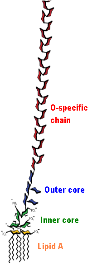 O-specific
chain
Outer core
Inner core
Lipid A